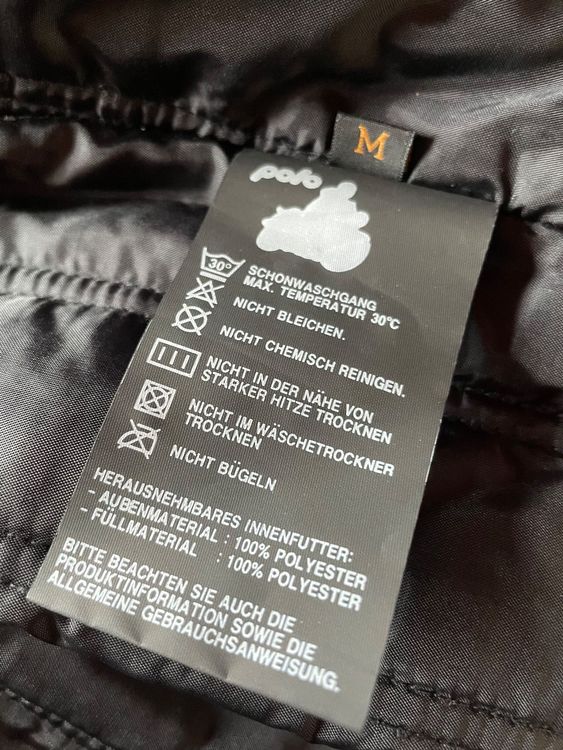 M
polo
30°
SCHONWASCHGANG
MAX. TEMPERATUR 30°C
NICHT BLEICHEN.
NICHT CHEMISCH REINIGEN.
NICHT IN DER NÄHE VON
STARKER HITZE TROCKNEN
NICHT IM WÄSCHETROCKNER
TROCKNEN
NICHT BÜGELN
HERAUSNEHMBARES INNENFUTTER:
- AUßENMATERIAL : 100% POLYESTER
- FÜLLMATERIAL : 100% POLYESTER
BITTE BEACHTEN SIE AUCH DIE
PRODUKTINFORMATION SOWIE DIE
ALLGEMEINE GEBRAUCHSANWEISUNG.